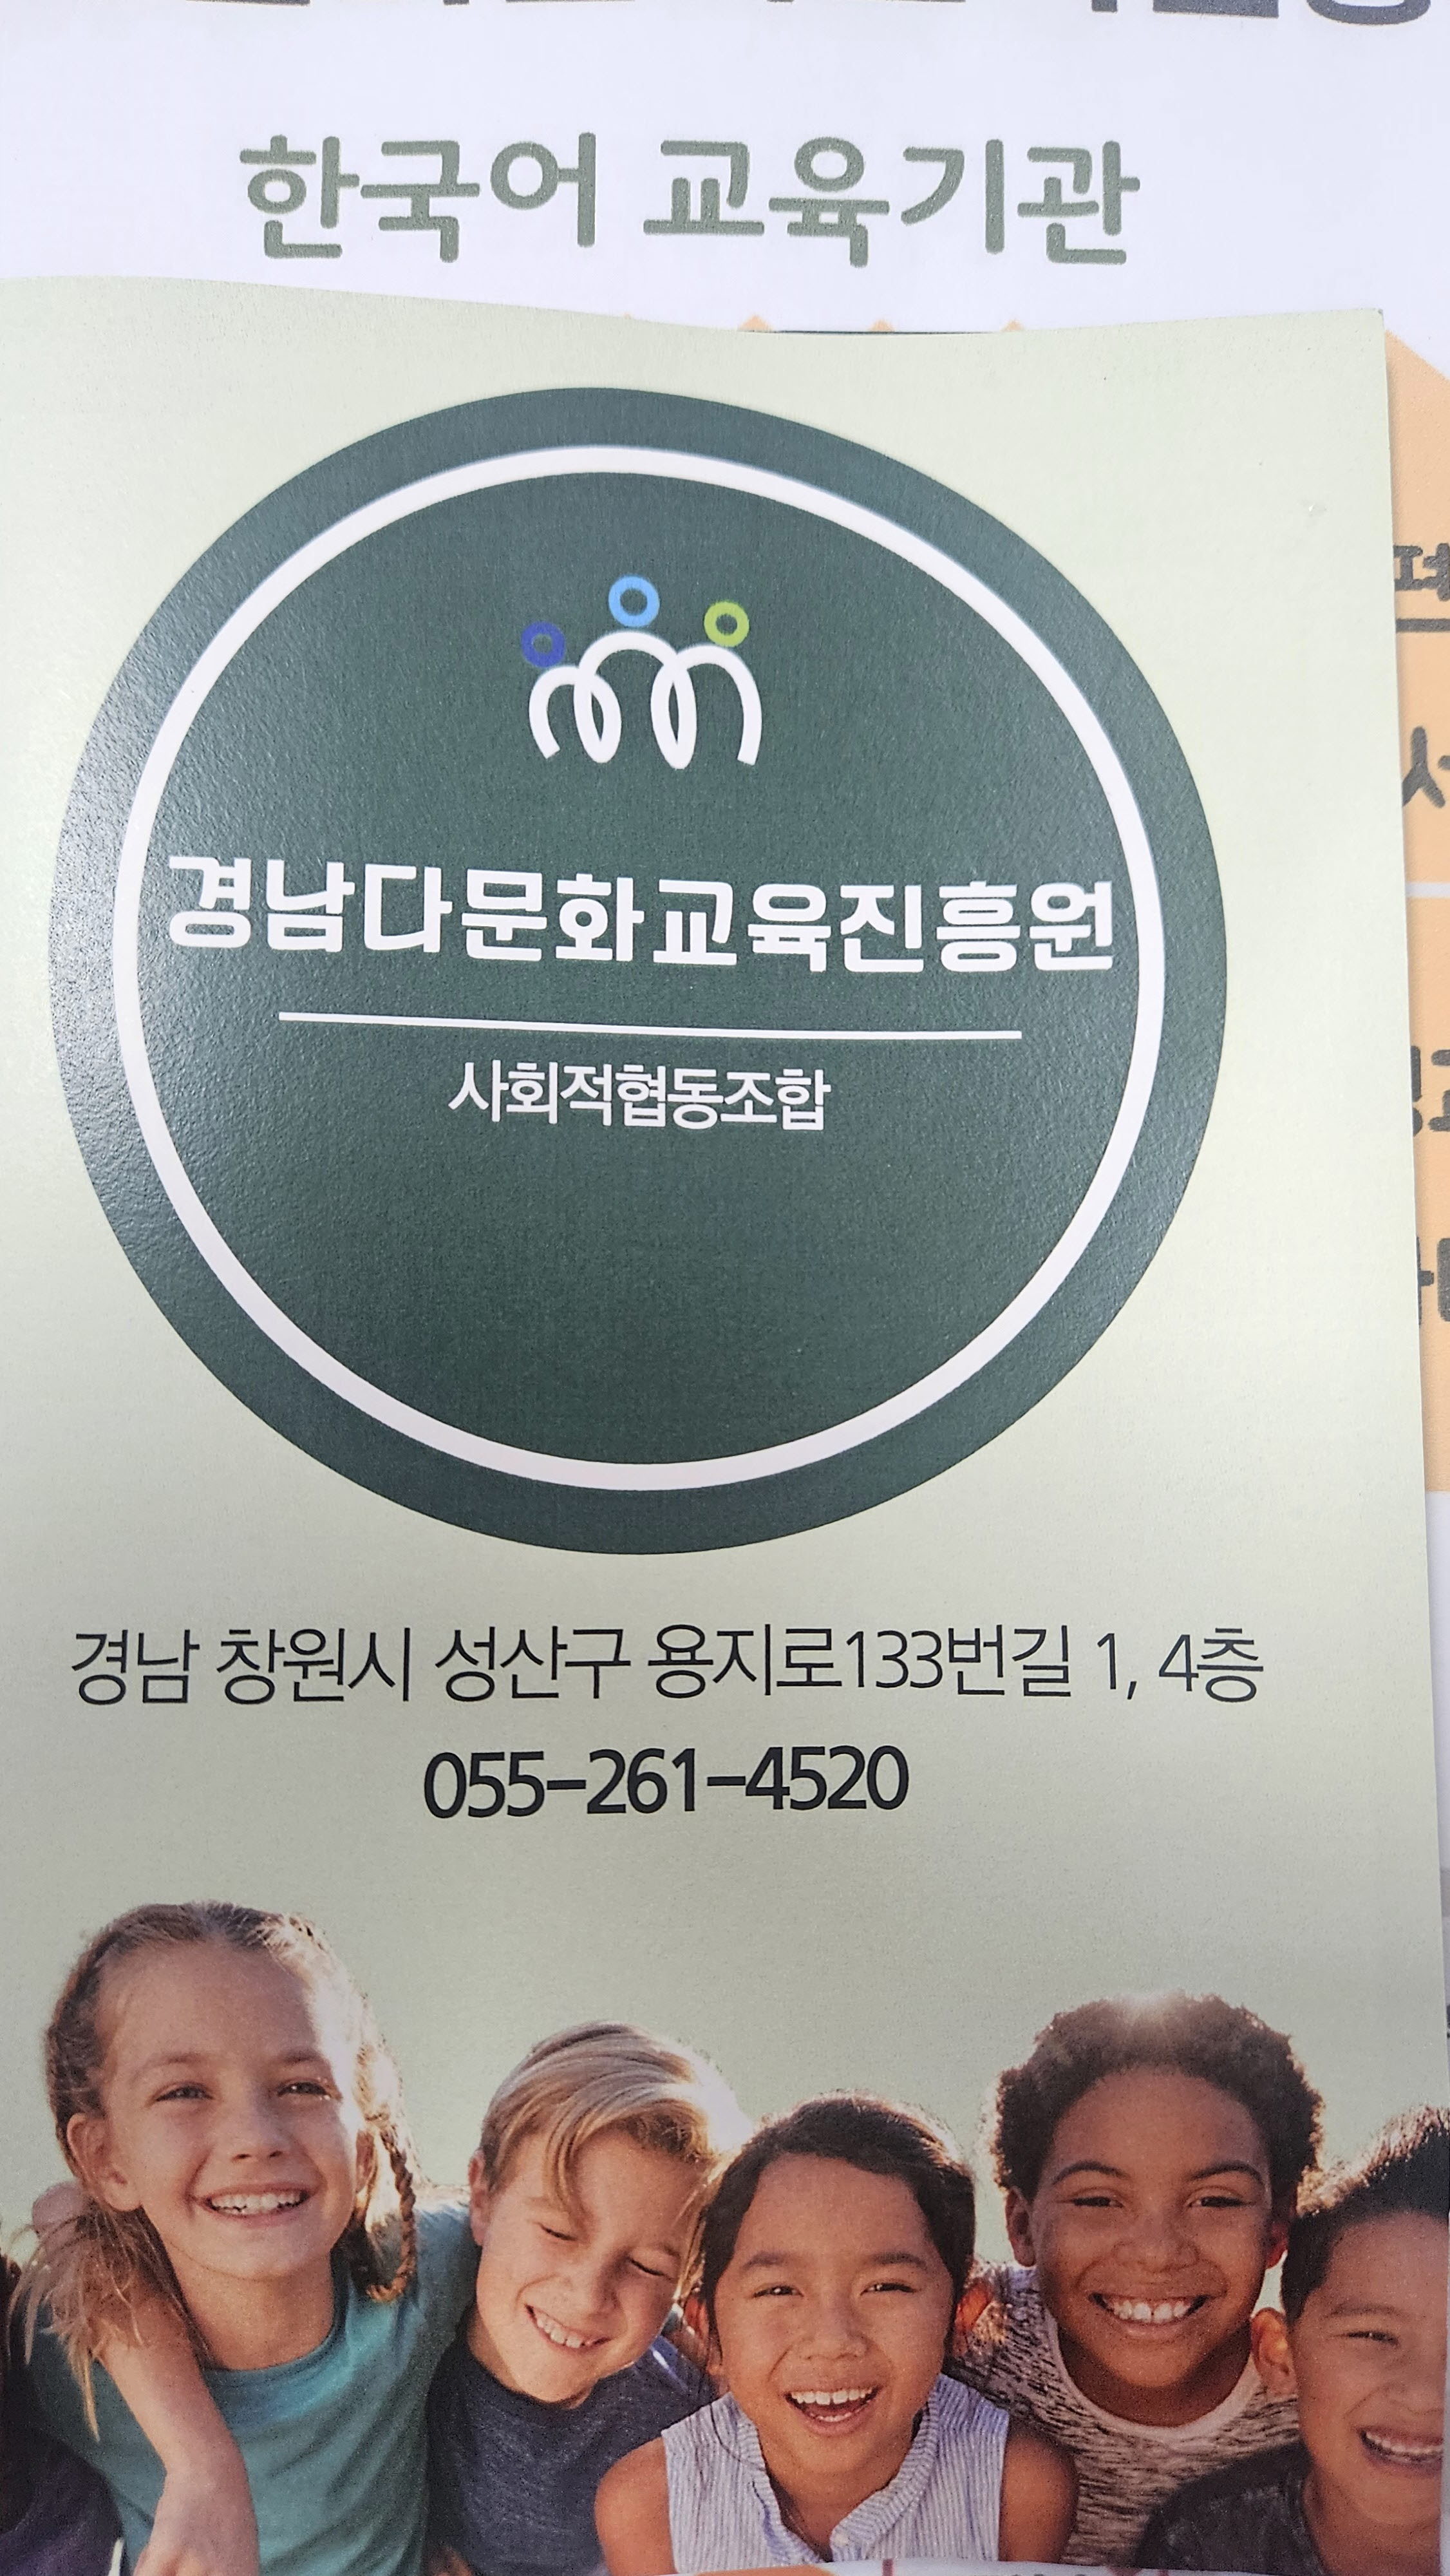 한국어 교육기관
경남다문화교육진흥원
사회적협동조합
경남 창원시 성산구 용지로133번길 1, 4층
055-261-4520